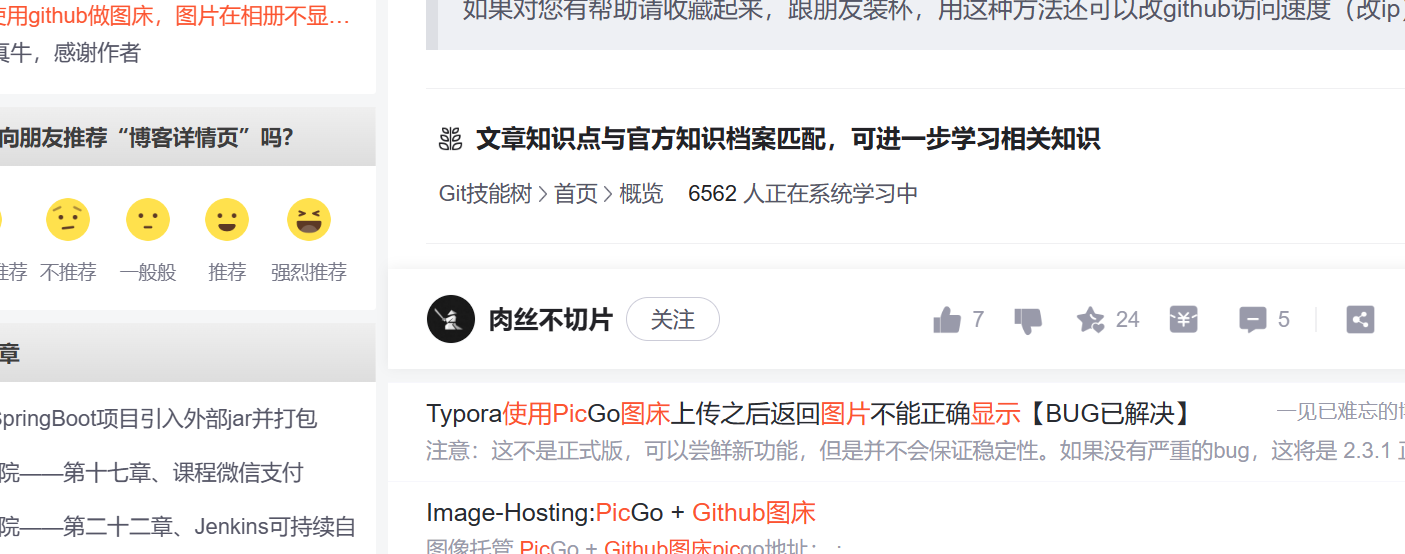 使用github做图床，图片在相册不显…
真牛，感谢作者
向朋友推荐“博客详情页”吗？
推荐 不推荐 一般般 推荐 强烈推荐
章
SpringBoot项目引入外部jar并打包
院——第十七章、课程微信支付
院——第二十二章、Jenkins可持续自
如果对您有帮助请收藏起来，跟朋友装杯，用这种方法还可以改github访问速度（改ip）
文章知识点与官方知识档案匹配，可进一步学习相关知识
Git技能树 > 首页 > 概览 6562 人正在系统学习中
肉丝不切片 关注 7 24 5
Typora使用PicGo图床上传之后返回图片不能正确显示【BUG已解决】 一见已难忘的博
注意：这不是正式版，可以尝鲜新功能，但是并不会保证稳定性。如果没有严重的bug，这将是 2.3.1 正
Image-Hosting:PicGo + Github图床
图像托管 PicGo + Github图床picgo地址： ：